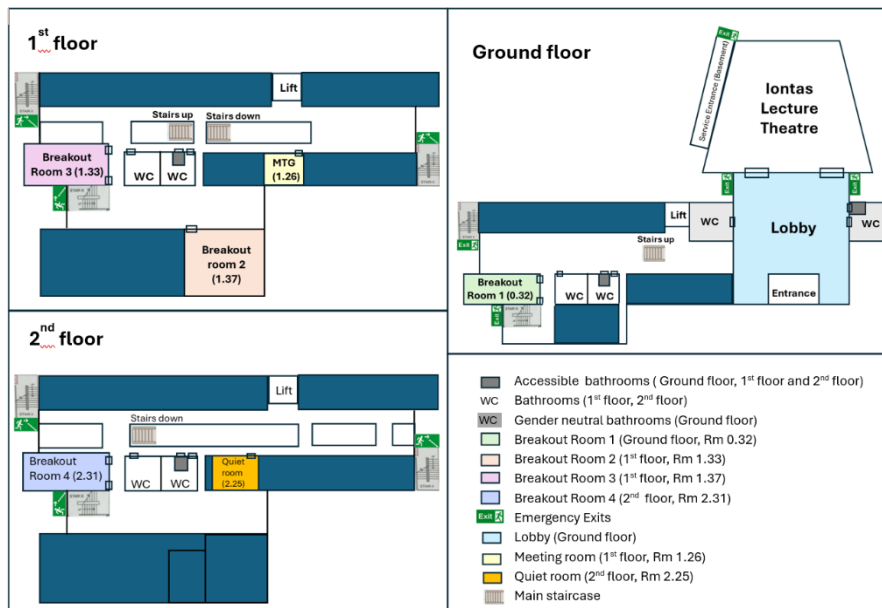 1st floor
Lift
Stairs up
Stairs down
Breakout
Room 3 (1.33)
WC
WC
MTG
(1.26)
Breakout
room 2
(1.37)
2nd floor
Lift
Stairs down
Breakout
Room 4 (2.31)
WC
WC
Quiet
room
(2.25)
Ground floor
Exit
Service Entrance (Basement)
Iontas
Lecture
Theatre
Exit
Exit
Lift
WC
Lobby
WC
Stairs up
Exit
Breakout
Room 1 (0.32)
WC
WC
Entrance
Exit
Accessible bathrooms ( Ground floor, 1st floor and 2nd floor)
WC Bathrooms (1st floor, 2nd floor)
WC Gender neutral bathrooms (Ground floor)
Breakout Room 1 (Ground floor, Rm 0.32)
Breakout Room 2 (1st floor, Rm 1.33)
Breakout Room 3 (1st floor, Rm 1.37)
Breakout Room 4 (2nd floor, Rm 2.31)
Exit Emergency Exits
Lobby (Ground floor)
Meeting room (1st floor, Rm 1.26)
Quiet room (2nd floor, Rm 2.25)
Main staircase